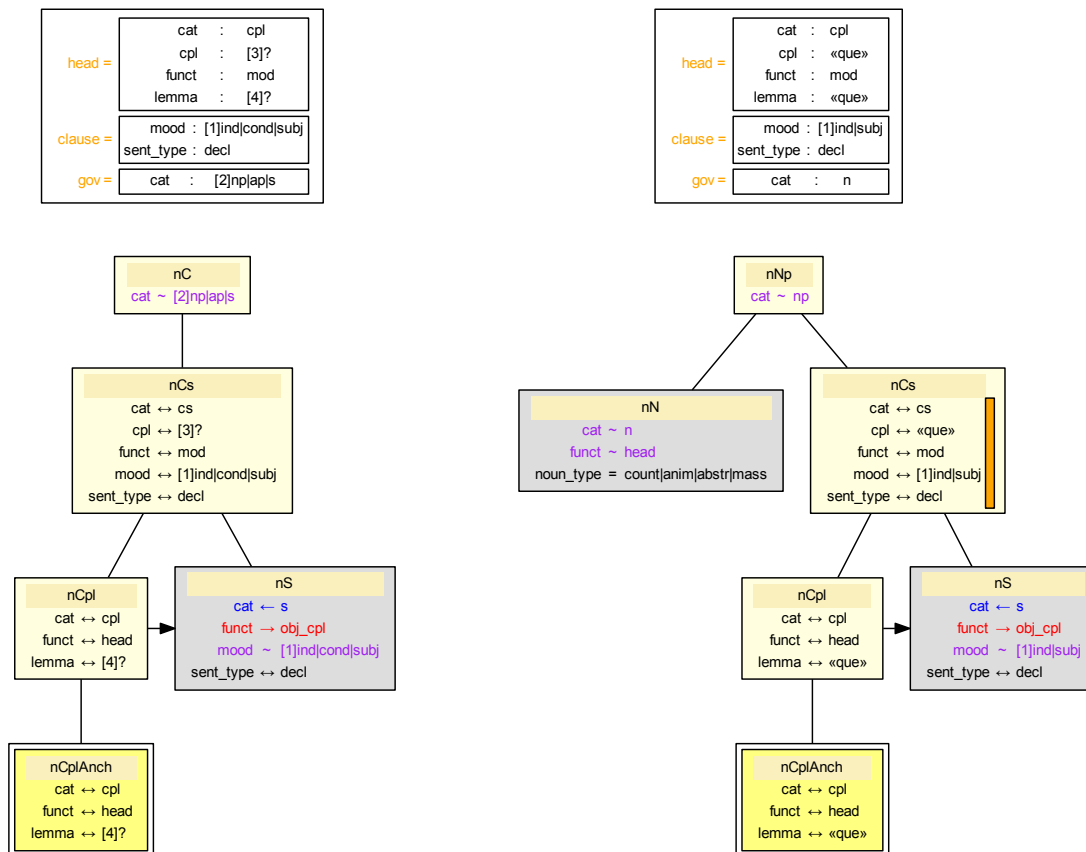 head =
cat : cpl
cpl : [3]?
funct : mod
lemma : [4]?
clause =
mood : [1]ind|cond|subj
sent_type : decl
gov =
cat : [2]np|ap|s
nC
cat ~ [2]np|ap|s
nCs
cat ↔ cs
cpl ↔ [3]?
funct ↔ mod
mood ↔ [1]ind|cond|subj
sent_type ↔ decl
nCpl
cat ↔ cpl
funct ↔ head
lemma ↔ [4]?
nS
cat ← s
funct → obj_cpl
mood ~ [1]ind|cond|subj
sent_type ↔ decl
nCplAnch
cat ↔ cpl
funct ↔ head
lemma ↔ [4]?
head =
cat : cpl
cpl : «que»
funct : mod
lemma : «que»
clause =
mood : [1]ind|subj
sent_type : decl
gov =
cat : n
nNp
cat ~ np
nN
cat ~ n
funct ~ head
noun_type = count|anim|abstr|mass
nCs
cat ↔ cs
cpl ↔ «que»
funct ↔ mod
mood ↔ [1]ind|subj
sent_type ↔ decl
nCpl
cat ↔ cpl
funct ↔ head
lemma ↔ «que»
nS
cat ← s
funct → obj_cpl
mood ~ [1]ind|subj
sent_type ↔ decl
nCplAnch
cat ↔ cpl
funct ↔ head
lemma ↔ «que»